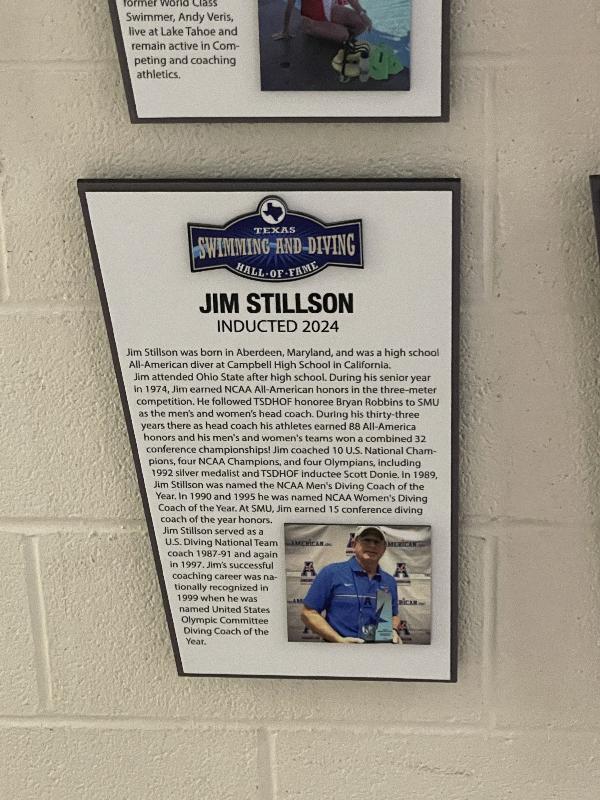 former World Class
Swimmer, Andy Veris,
live at Lake Tahoe and
remain active in Com-
peting and coaching
athletics.
TEXAS
SWIMMING AND DIVING
HALL·OF·FAME
JIM STILLSON
INDUCTED 2024
Jim Stillson was born in Aberdeen, Maryland, and was a high school
All-American diver at Campbell High School in California.
Jim attended Ohio State after high school. During his senior year
in 1974, Jim earned NCAA All-American honors in the three-meter
competition. He followed TSDHOF honoree Bryan Robbins to SMU
as the men's and women's head coach. During his thirty-three
years there as head coach his athletes earned 88 All-America
honors and his men's and women's teams won a combined 32
conference championships! Jim coached 10 U.S. National Cham-
pions, four NCAA Champions, and four Olympians, including
1992 silver medalist and TSDHOF inductee Scott Donie. In 1989,
Jim Stillson was named the NCAA Men's Diving Coach of the
Year. In 1990 and 1995 he was named NCAA Women's Diving
Coach of the Year. At SMU, Jim earned 15 conference diving
coach of the year honors.
Jim Stillson served as a
U.S. Diving National Team
coach 1987-91 and again
in 1997. Jim's successful
coaching career was na-
tionally recognized in
1999 when he was
named United States
Olympic Committee
Diving Coach of the
Year.
AMERICAN